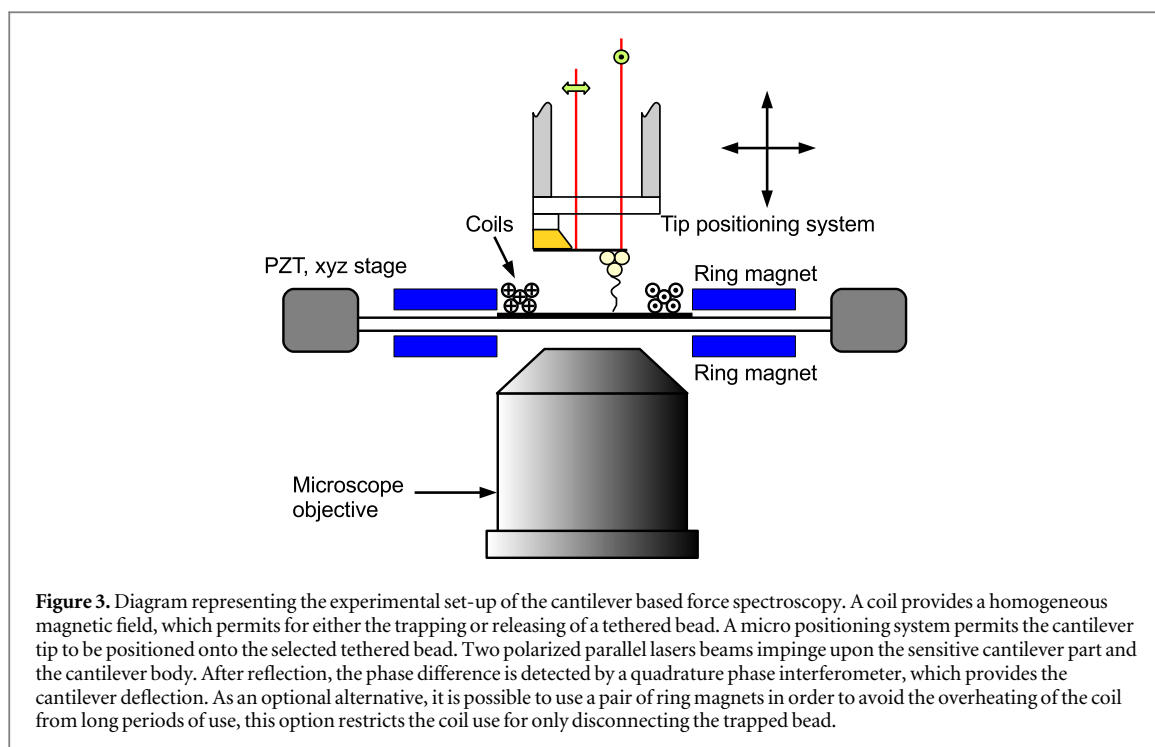 Coils
Tip positioning system
PZT, xyz stage
Ring magnet
Ring magnet
Microscope
objective
Figure 3. Diagram representing the experimental set-up of the cantilever based force spectroscopy. A coil provides a homogeneous
magnetic field, which permits for either the trapping or releasing of a tethered bead. A micro positioning system permits the cantilever
tip to be positioned onto the selected tethered bead. Two polarized parallel lasers beams impinge upon the sensitive cantilever part and
the cantilever body. After reflection, the phase difference is detected by a quadrature phase interferometer, which provides the
cantilever deflection. As an optional alternative, it is possible to use a pair of ring magnets in order to avoid the overheating of the coil
from long periods of use, this option restricts the coil use for only disconnecting the trapped bead.